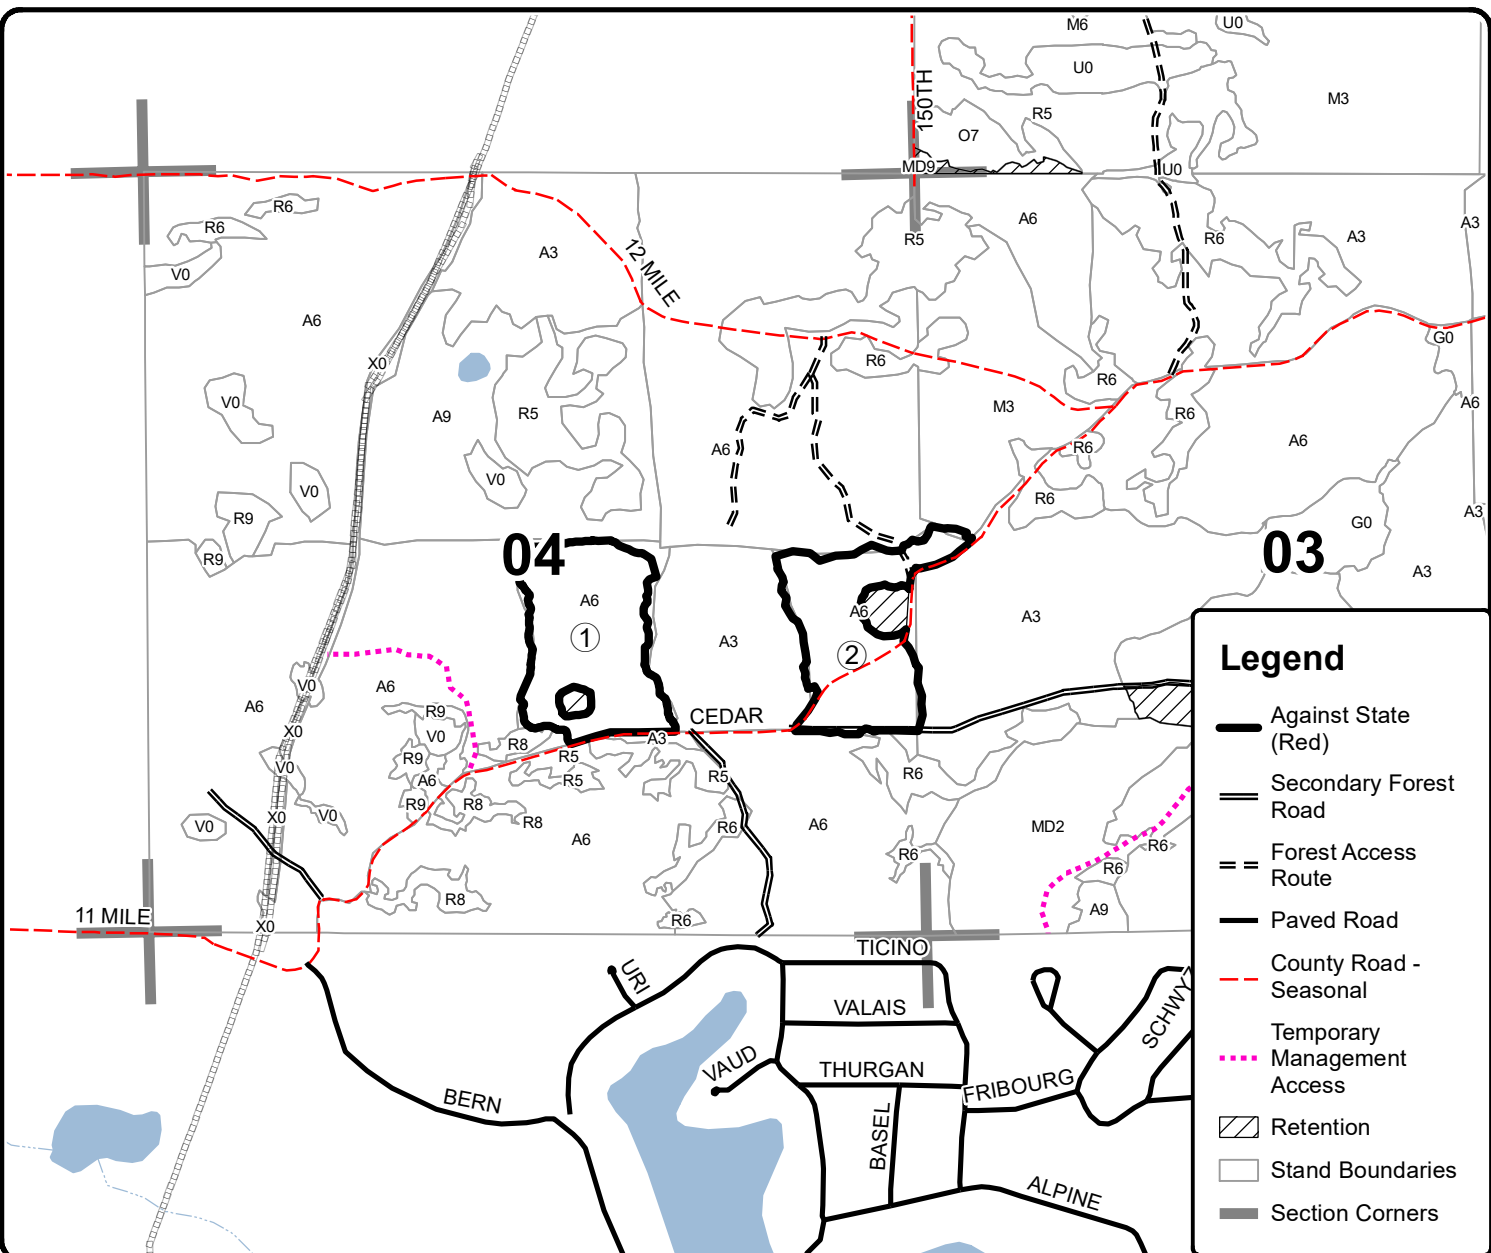 M6
U0
U0
M3
150TH
R5
O7
MD9
U0
R6
R6
A6
A3
A3
R5
R6
V0
A3
12 MILE
A6
G0
X0
R6
R6
V0
A9
R5
M3
R6
A6
A6
A6
R6
V0
V0
R6
R9
G0
A3
04
03
R9
A6
A3
A6
A3
A3
1
2
V0
A6
A6
R9
CEDAR
X0
V0
R8
A3
R9
R5
V0
A6
R5
R5
R6
R9
R8
X0
V0
V0
R8
R6
A6
MD2
A6
R6
R6
R6
R8
A9
R6
11 MILE
X0
TICINO
URI
VALAIS
SCHWYZ
VAUD
THURGAN
FRIBOURG
BERN
BASEL
ALPINE
Legend
Against State
(Red)
Secondary Forest
Road
Forest Access
Route
Paved Road
County Road -
Seasonal
Temporary
Management
Access
Retention
Stand Boundaries
Section Corners